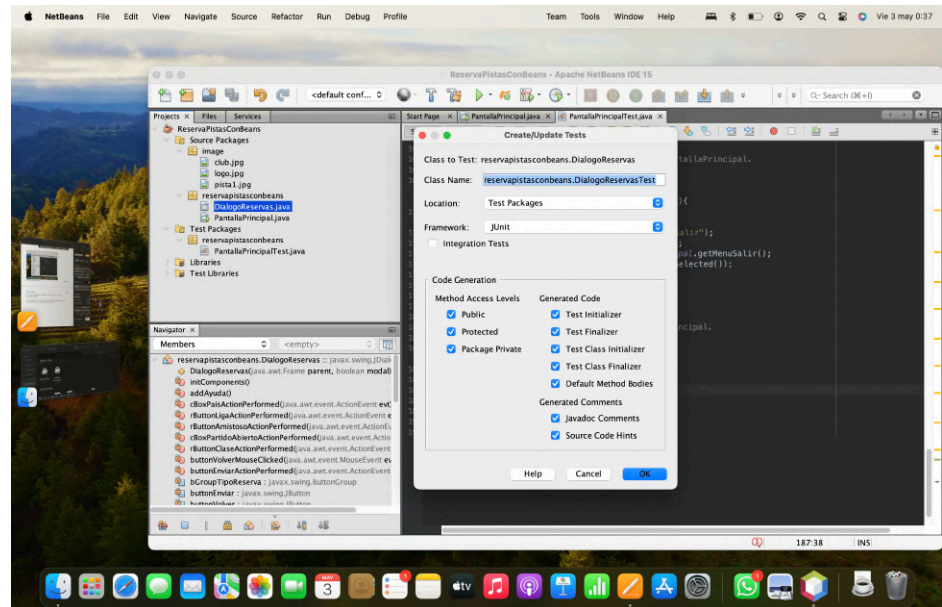 NetBeans File Edit View Navigate Source Refactor Run Debug Profile Team Tools Window Help Vie 3 may 0:37
ReservaPistasConBeans - Apache NetBeans IDE 15
<default conf... Search (⌘+I)
Projects Files Services
ReservaPistasConBeans
Source Packages
image
club.jpg
logo.jpg
pista1.jpg
reservapistasconbeans
DialogoReservas.java
PantallaPrincipal.java
Test Packages
reservapistasconbeans
PantallaPrincipalTest.java
Libraries
Test Libraries
Navigator
Members <empty>
reservapistasconbeans.DialogoReservas :: javax.swing.JDial
DialogoReservas(java.awt.Frame parent, boolean modal)
initComponents()
addAyuda()
cBoxPaisActionPerformed(java.awt.event.ActionEvent evt)
rButtonLigaActionPerformed(java.awt.event.ActionEvent e
rButtonAmistosoActionPerformed(java.awt.event.ActionE
cBoxPartidoAbiertoActionPerformed(java.awt.event.Actio
rButtonClaseActionPerformed(java.awt.event.ActionEvent
buttonVolverMouseClicked(java.awt.event.MouseEvent ev
buttonEnviarActionPerformed(java.awt.event.ActionEvent
bGroupTipoReserva : javax.swing.ButtonGroup
buttonEnviar : javax.swing.JButton
buttonVolver : javax.swing.JButton
Start Page PantallaPrincipal.java PantallaPrincipalTest.java
Create/Update Tests
Class to Test: reservapistasconbeans.DialogoReservas
Class Name: reservapistasconbeans.DialogoReservasTest
Location: Test Packages
Framework: JUnit
Integration Tests
Code Generation
Method Access Levels Generated Code
Public Test Initializer
Protected Test Finalizer
Package Private Test Class Initializer
Test Class Finalizer
Default Method Bodies
Generated Comments
Javadoc Comments
Source Code Hints
Help Cancel OK
tallaPrincipal.
){
alir");
;
pal.getMenuSalir();
elected());
ncipal.
187:38 INS
MAY
3
tv